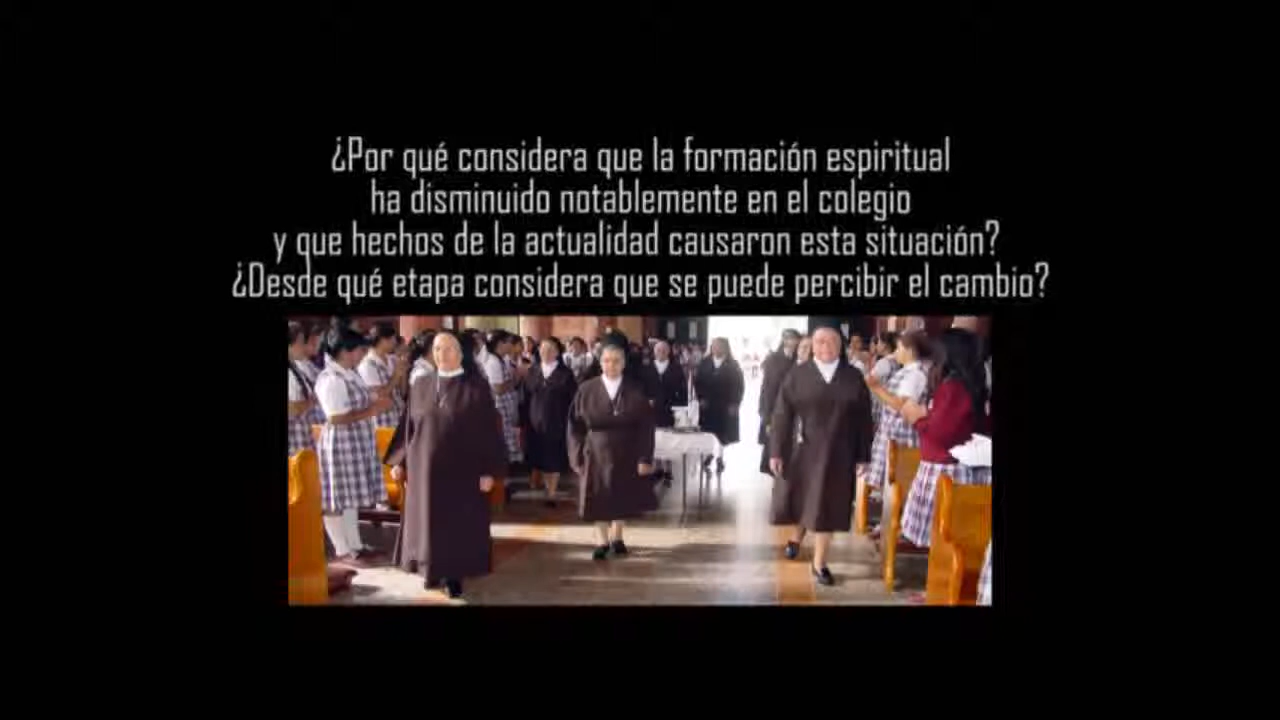 ¿Por qué considera que la formación espiritual
ha disminuido notablemente en el colegio
y que hechos de la actualidad causaron esta situación?
¿Desde qué etapa considera que se puede percibir el cambio?